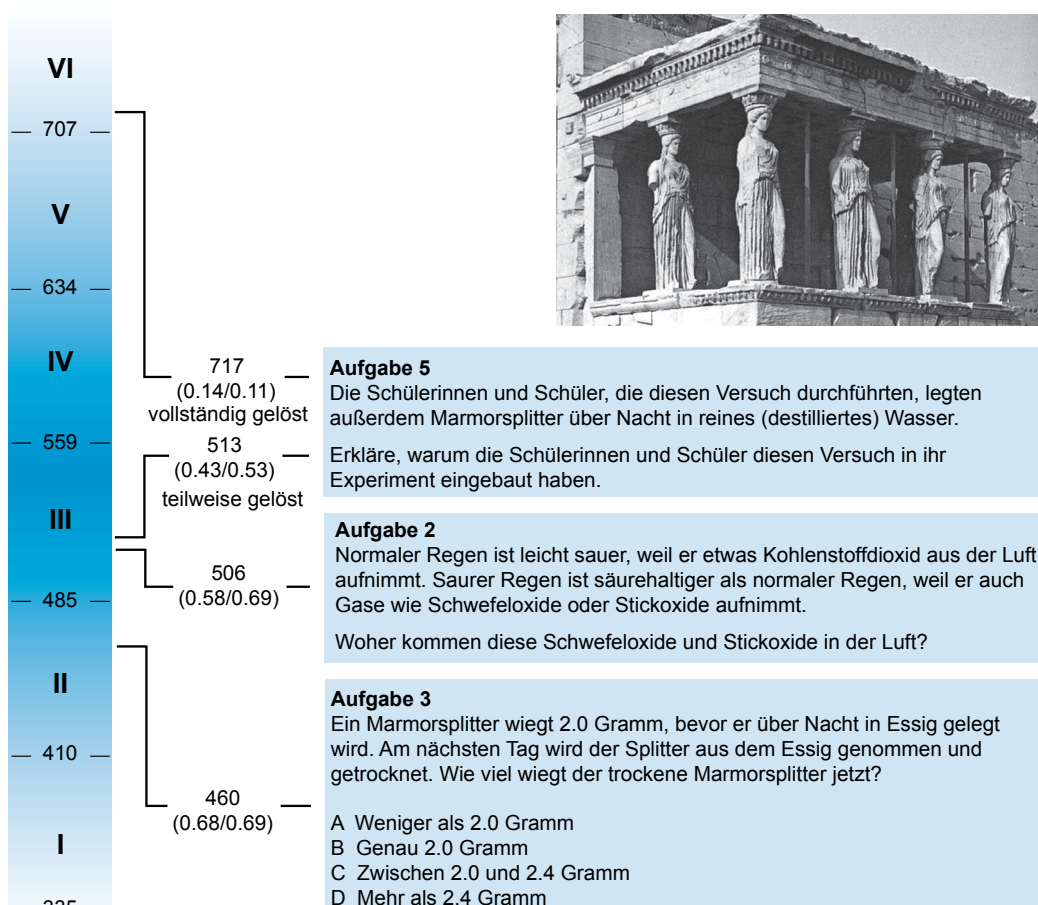 VI
707
V
634
IV
559
III
485
II
410
I
717
(0.14/0.11)
vollständig gelöst
513
(0.43/0.53)
teilweise gelöst
506
(0.58/0.69)
460
(0.68/0.69)
Aufgabe 5
Die Schülerinnen und Schüler, die diesen Versuch durchführten, legten
außerdem Marmorsplitter über Nacht in reines (destilliertes) Wasser.
Erkläre, warum die Schülerinnen und Schüler diesen Versuch in ihr
Experiment eingebaut haben.
Aufgabe 2
Normaler Regen ist leicht sauer, weil er etwas Kohlenstoffdioxid aus der Luft
aufnimmt. Saurer Regen ist säurehaltiger als normaler Regen, weil er auch
Gase wie Schwefeloxide oder Stickoxide aufnimmt.
Woher kommen diese Schwefeloxide und Stickoxide in der Luft?
Aufgabe 3
Ein Marmorsplitter wiegt 2.0 Gramm, bevor er über Nacht in Essig gelegt
wird. Am nächsten Tag wird der Splitter aus dem Essig genommen und
getrocknet. Wie viel wiegt der trockene Marmorsplitter jetzt?
A Weniger als 2.0 Gramm
B Genau 2.0 Gramm
C Zwischen 2.0 und 2.4 Gramm
D Mehr als 2.4 Gramm